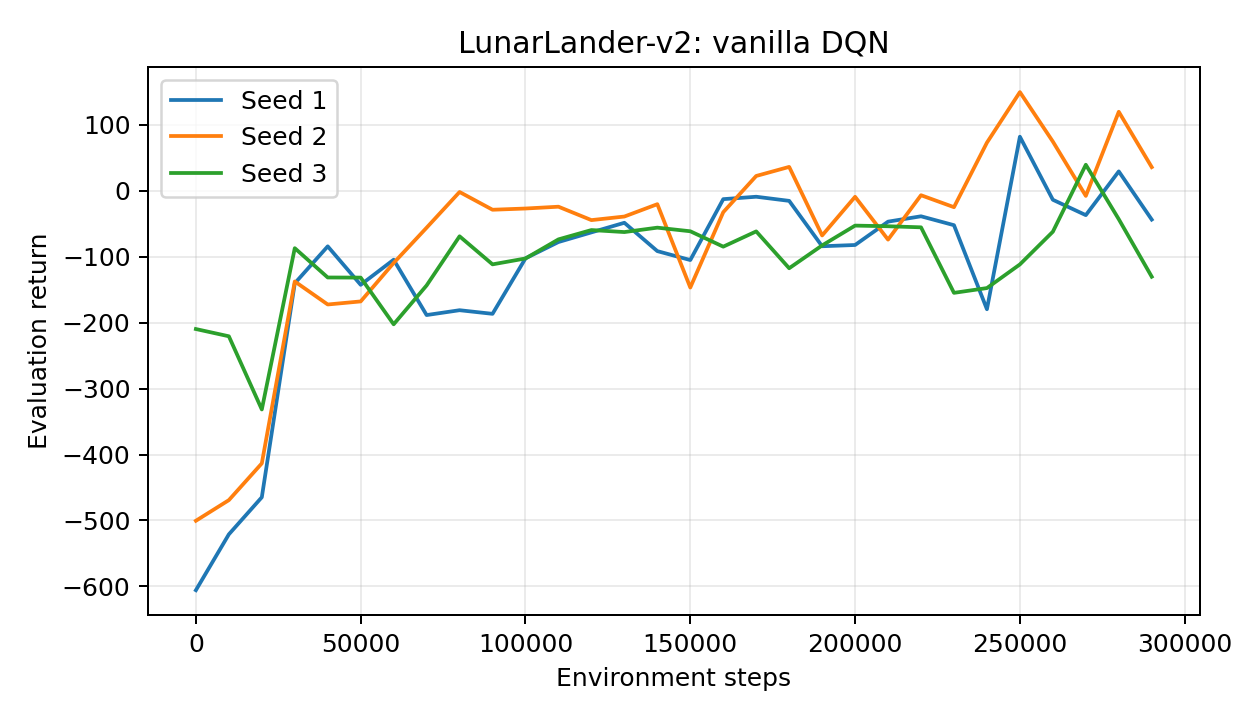 LunarLander-v2: vanilla DQN
Seed 1
Seed 2
Seed 3
100
0
−100
−200
−300
−400
−500
−600
Evaluation return
0 50000 100000 150000 200000 250000 300000
Environment steps